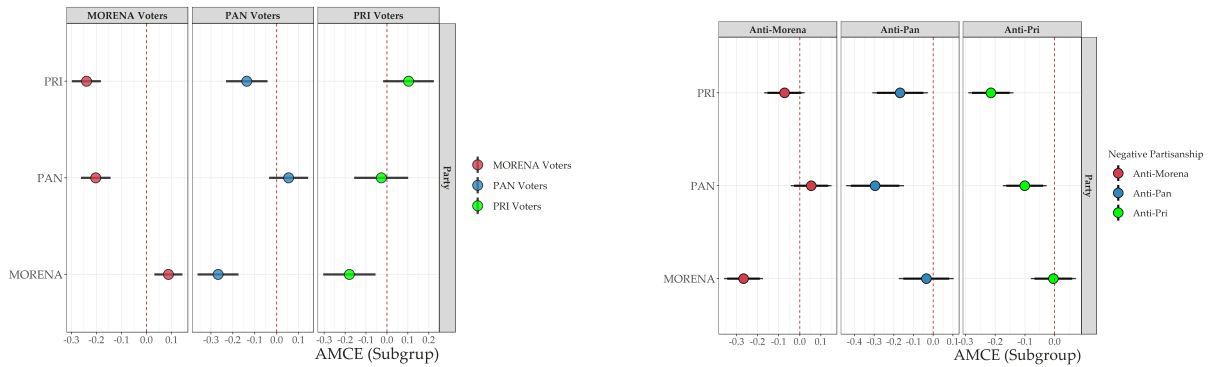 MORENA Voters PAN Voters PRI Voters
PRI
PAN
MORENA
Party
-0.3 -0.2 -0.1 0.0 0.1 -0.3 -0.2 -0.1 0.0 0.1 -0.3 -0.2 -0.1 0.0 0.1 0.2
AMCE (Subgrup)
MORENA Voters
PAN Voters
PRI Voters
Anti-Morena Anti-Pan Anti-Pri
PRI
PAN
MORENA
Party
-0.3 -0.2 -0.1 0.0 0.1 -0.4 -0.3 -0.2 -0.1 0.0 0.1 -0.3 -0.2 -0.1 0.0
AMCE (Subgrup)
Negative Partisanship
Anti-Morena
Anti-Pan
Anti-Pri